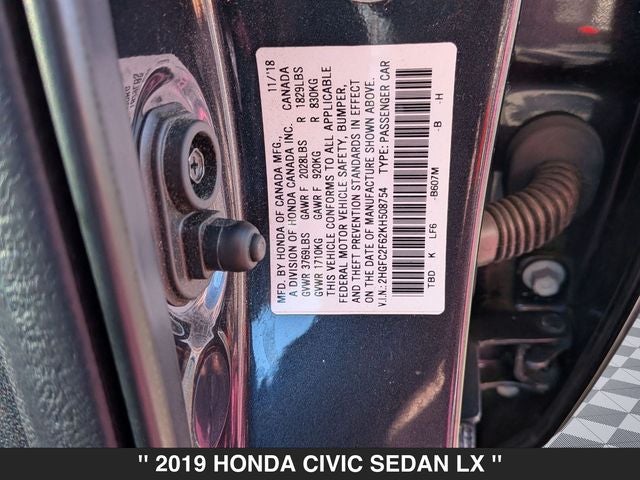 MFD. BY HONDA OF CANADA MFG., 11/18
A DIVISION OF HONDA CANADA INC. CANADA
GVWR 3769LBS GAWR F 2028LBS R 1829LBS
GVWR 1710KG GAWR F 920KG R 830KG
THIS VEHICLE CONFORMS TO ALL APPLICABLE
FEDERAL MOTOR VEHICLE SAFETY, BUMPER,
AND THEFT PREVENTION STANDARDS IN EFFECT
ON THE DATE OF MANUFACTURE SHOWN ABOVE.
V.I.N.: 2HGFC2F62KH508754 TYPE: PASSENGER CAR
TBD K LF6 -B607M -B -H
" 2019 HONDA CIVIC SEDAN LX "